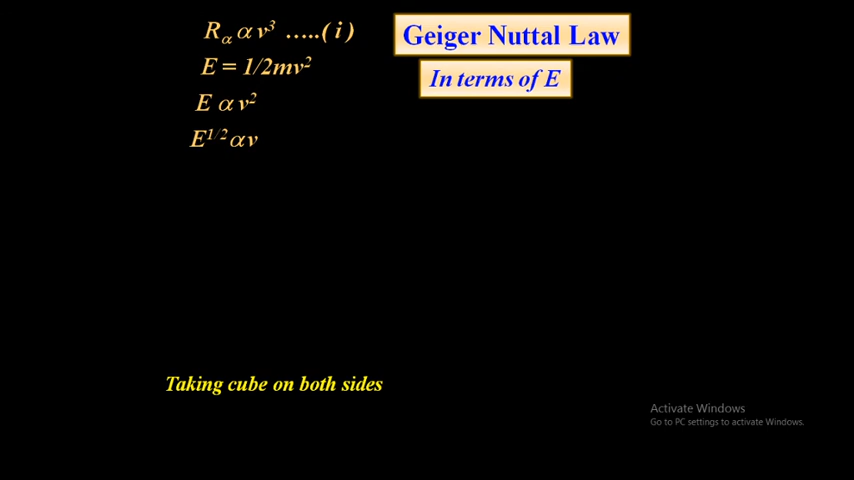 R_α α v³ .....( i )
Geiger Nuttal Law
E = 1/2mv²
In terms of E
E α v²
E^1/2 α v
Taking cube on both sides
Activate Windows
Go to PC settings to activate Windows.